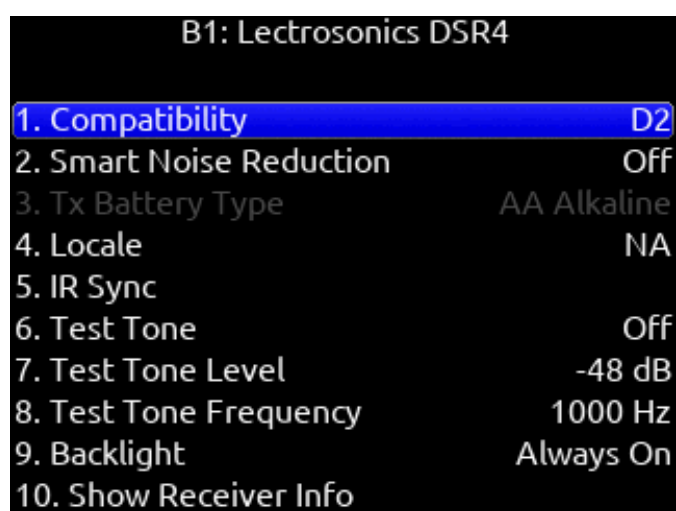 B1: Lectrosonics DSR4
1. Compatibility D2
2. Smart Noise Reduction Off
3. Tx Battery Type AA Alkaline
4. Locale NA
5. IR Sync
6. Test Tone Off
7. Test Tone Level -48 dB
8. Test Tone Frequency 1000 Hz
9. Backlight Always On
10. Show Receiver Info